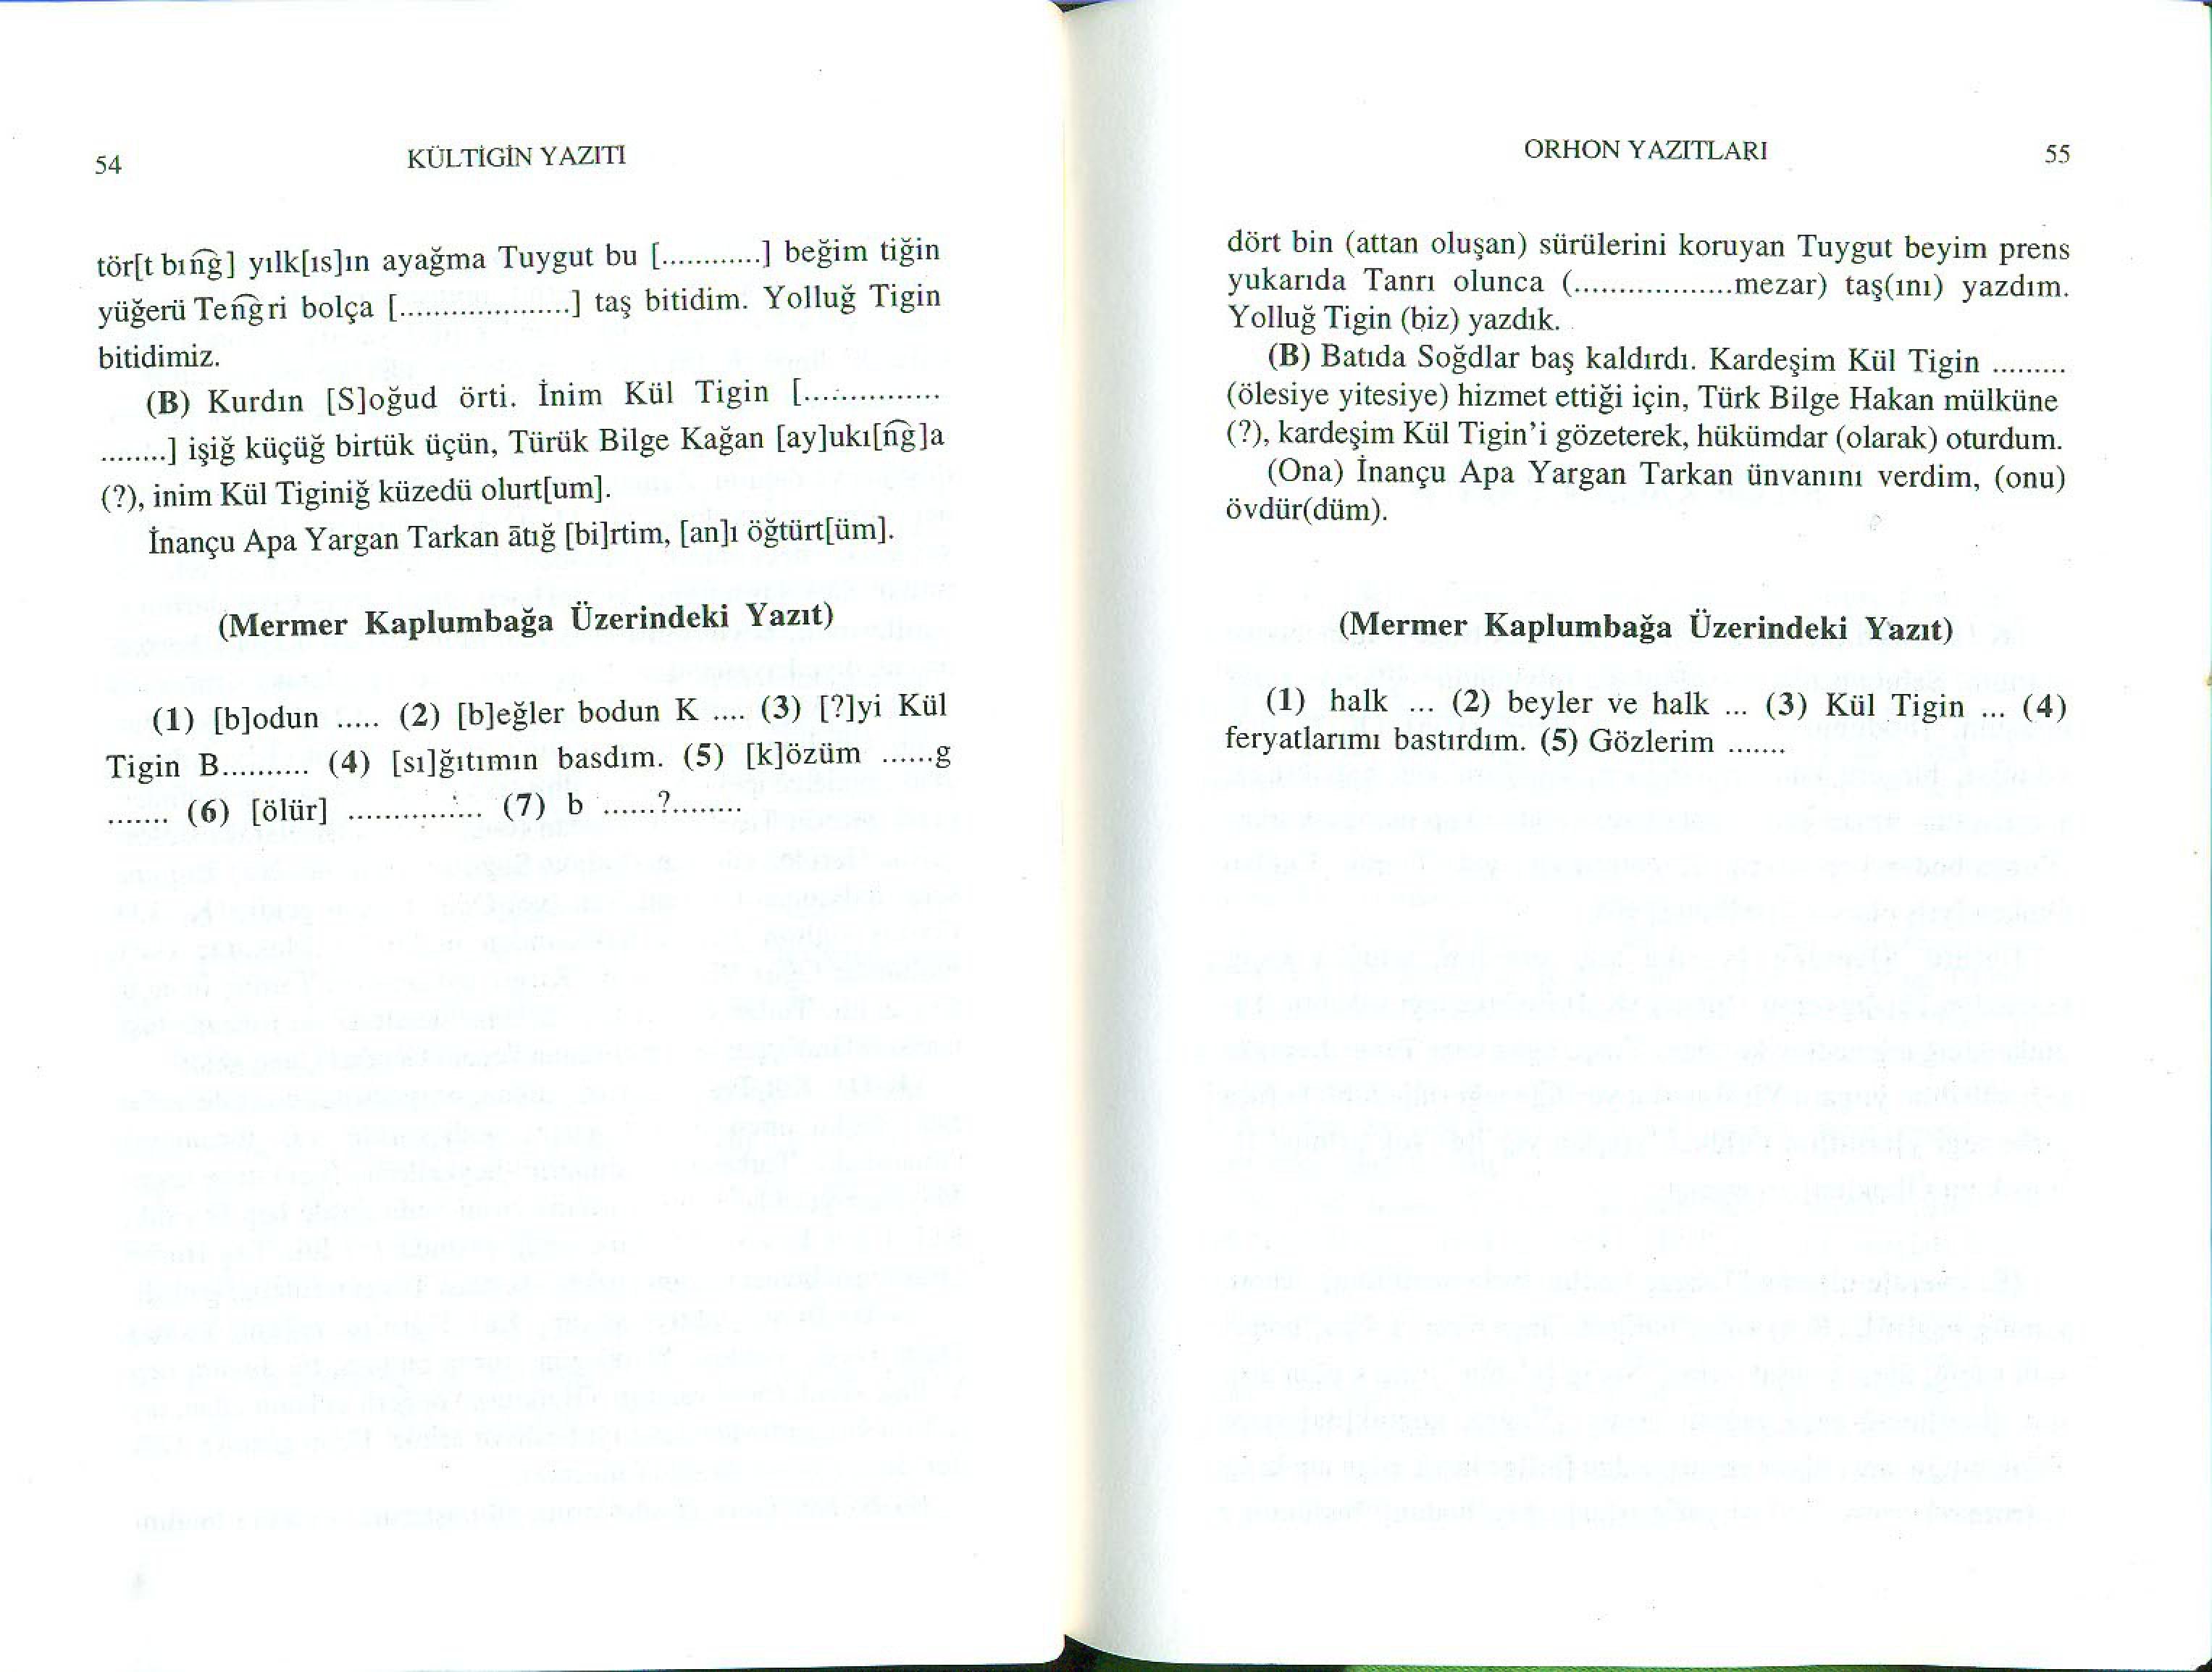 54
KÜLTİGİN YAZITI
tör[t bın͡g] yılk[ıs]ın ayağma Tuygut bu [............] beğim tiğin
yüğerü Ten͡gri bolça [....................] taş bitidim. Yolluğ Tigin
bitidimiz.
(B) Kurdın [S]oğud örti. İnim Kül Tigin [................
........] işiğ küçüğ birtük üçün, Türük Bilge Kağan [ay]ukı[n͡g]a
(?), inim Kül Tiginiğ küzedü olurt[um].
İnançu Apa Yargan Tarkan ātığ [bi]rtim, [an]ı öğtürt[üm].
(Mermer Kaplumbağa Üzerindeki Yazıt)
(1) [b]odun ..... (2) [b]eğler bodun K .... (3) [?]yi Kül
Tigin B.......... (4) [sı]ğıtımın basdım. (5) [k]özüm ......g
....... (6) [ölür] ............... (7) b ......?........
ORHON YAZITLARI
55
dört bin (attan oluşan) sürülerini koruyan Tuygut beyim prens
yukarıda Tanrı olunca (..................mezar) taş(ını) yazdım.
Yolluğ Tigin (biz) yazdık.
(B) Batıda Soğdlar baş kaldırdı. Kardeşim Kül Tigin .........
(ölesiye yitesiye) hizmet ettiği için, Türk Bilge Hakan mülküne
(?), kardeşim Kül Tigin’i gözeterek, hükümdar (olarak) oturdum.
(Ona) İnançu Apa Yargan Tarkan ünvanını verdim, (onu)
övdür(düm).
(Mermer Kaplumbağa Üzerindeki Yazıt)
(1) halk ... (2) beyler ve halk ... (3) Kül Tigin ... (4)
feryatlarımı bastırdım. (5) Gözlerim .......